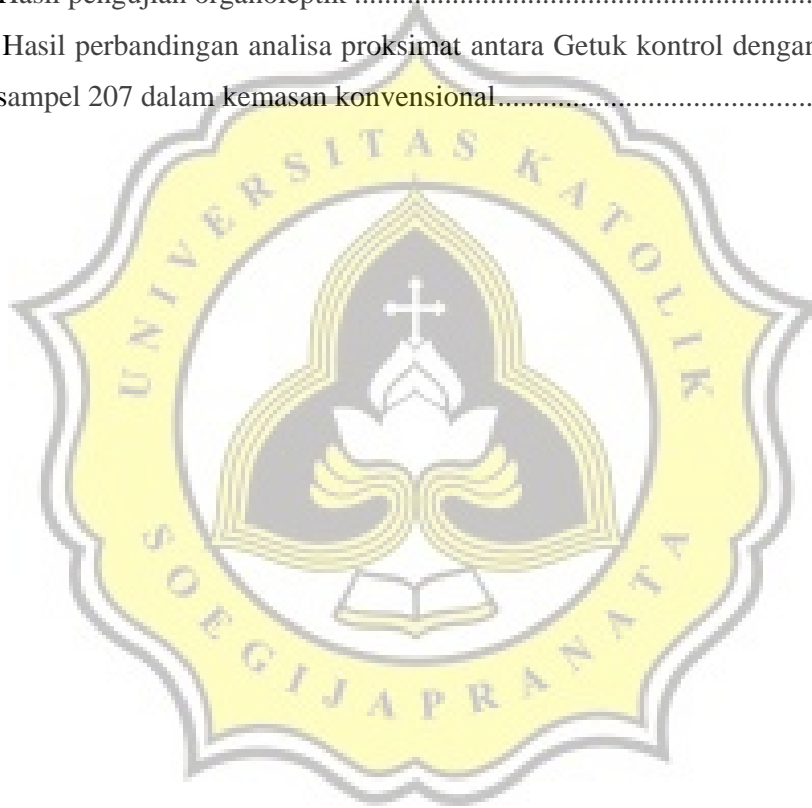 Hasil pengujian organoleptik ............................................................
Hasil perbandingan analisa proksimat antara Getuk kontrol dengan
sampel 207 dalam kemasan konvensional.........................................
UNIVERSITAS KATOLIK
SOEGIJAPRANATA